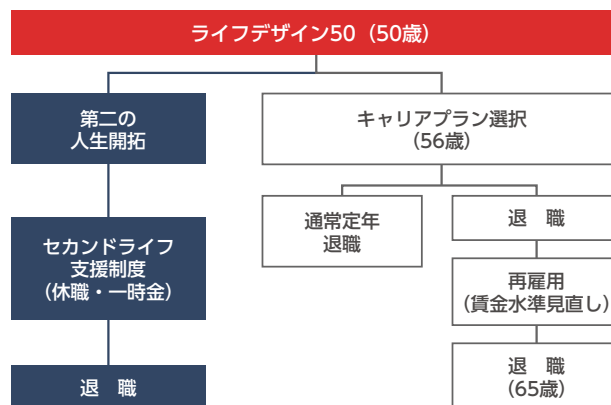 ライフデザイン50（50歳）
第二の
人生開拓
キャリアプラン選択
（56歳）
セカンドライフ
支援制度
（休職・一時金）
通常定年
退職
退　職
再雇用
（賃金水準見直し）
退　職
退　職
（65歳）